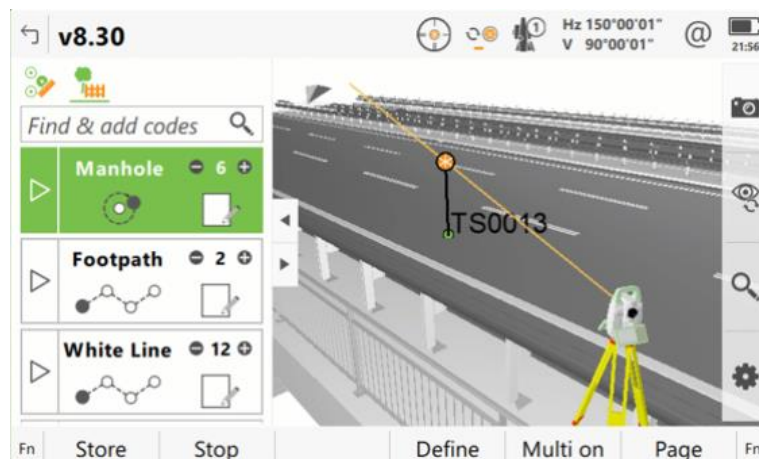 v8.30
1
Hz 150°00'01"
V 90°00'01"
@
21:56
Find & add codes
Manhole 6
Footpath 2
White Line 12
TS0013
Fn Store Stop Define Multi on Page Fn